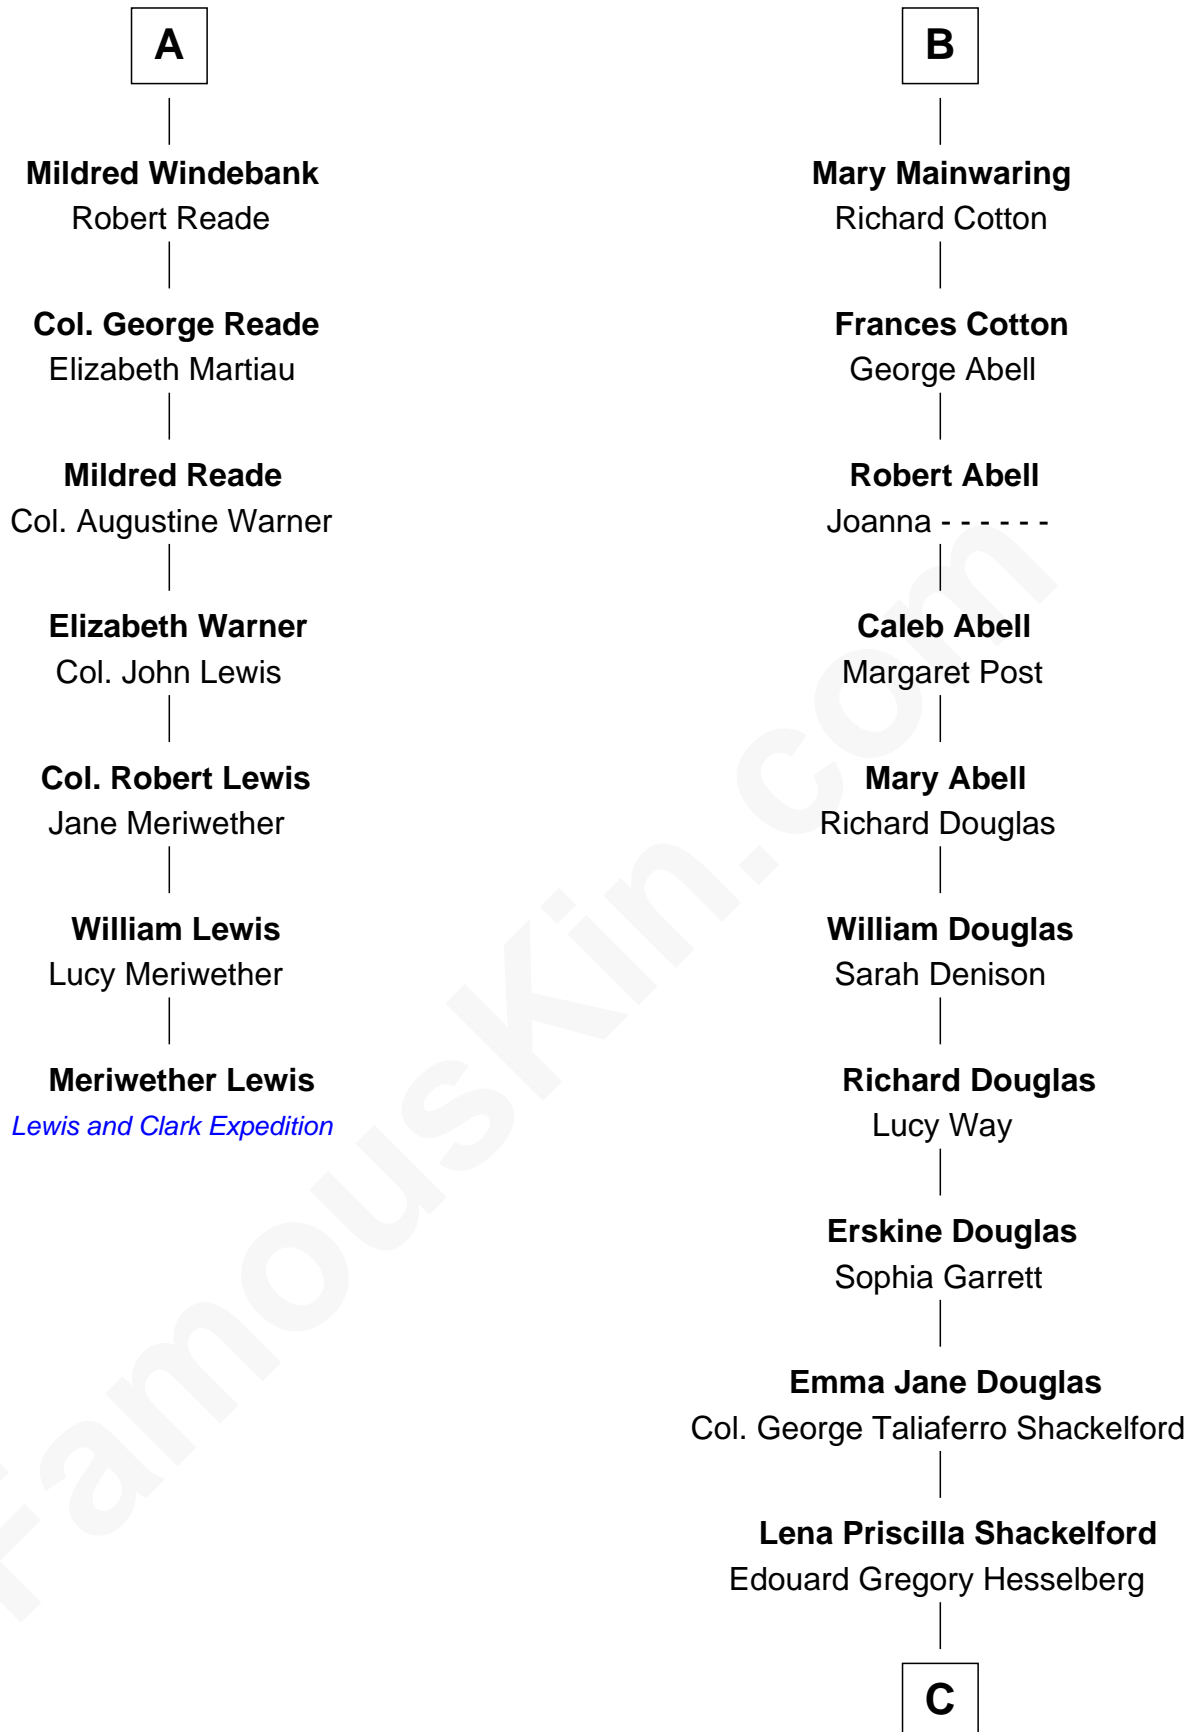 A
Mildred Windebank
Robert Reade
Col. George Reade
Elizabeth Martiau
Mildred Reade
Col. Augustine Warner
Elizabeth Warner
Col. John Lewis
Col. Robert Lewis
Jane Meriwether
William Lewis
Lucy Meriwether
Meriwether Lewis
Lewis and Clark Expedition
B
Mary Mainwaring
Richard Cotton
Frances Cotton
George Abell
Robert Abell
Joanna - - - - - -
Caleb Abell
Margaret Post
Mary Abell
Richard Douglas
William Douglas
Sarah Denison
Richard Douglas
Lucy Way
Erskine Douglas
Sophia Garrett
Emma Jane Douglas
Col. George Taliaferro Shackelford
Lena Priscilla Shackelford
Edouard Gregory Hesselberg
C
FamousKin.com